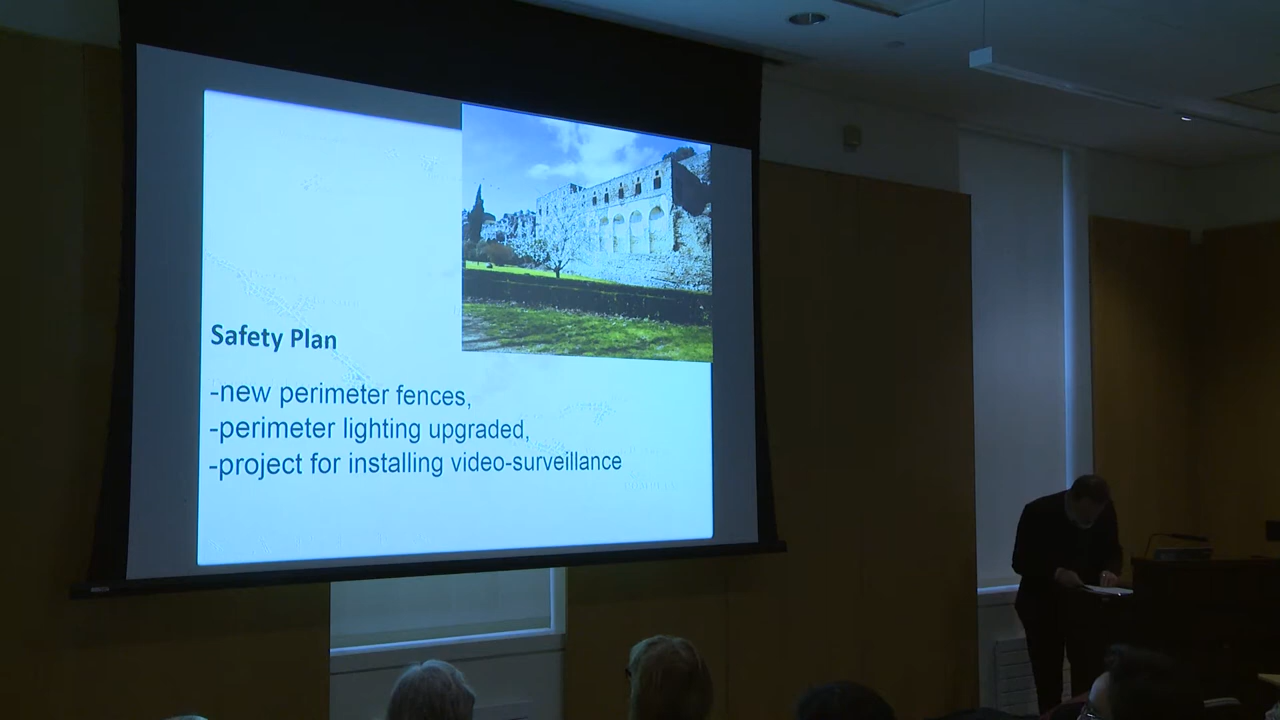 Safety Plan
-new perimeter fences,
-perimeter lighting upgraded,
-project for installing video-surveillance